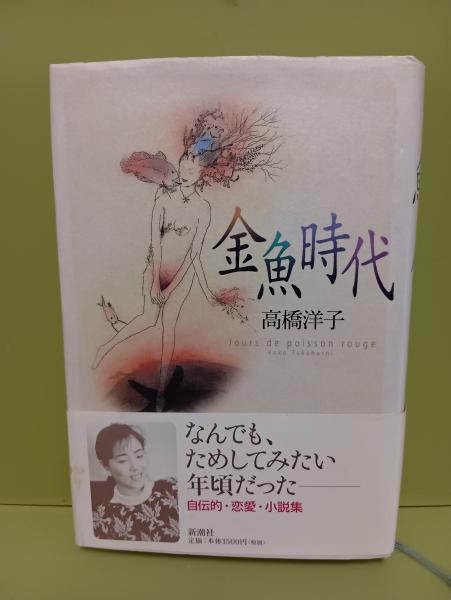 金魚時代
高橋洋子
Jours de poisson rouge
Yoko Takahashi
なんでも、
ためしてみたい
年頃だった――
自伝的・恋愛・小説集
新潮社
定価:本体1500円(税別)